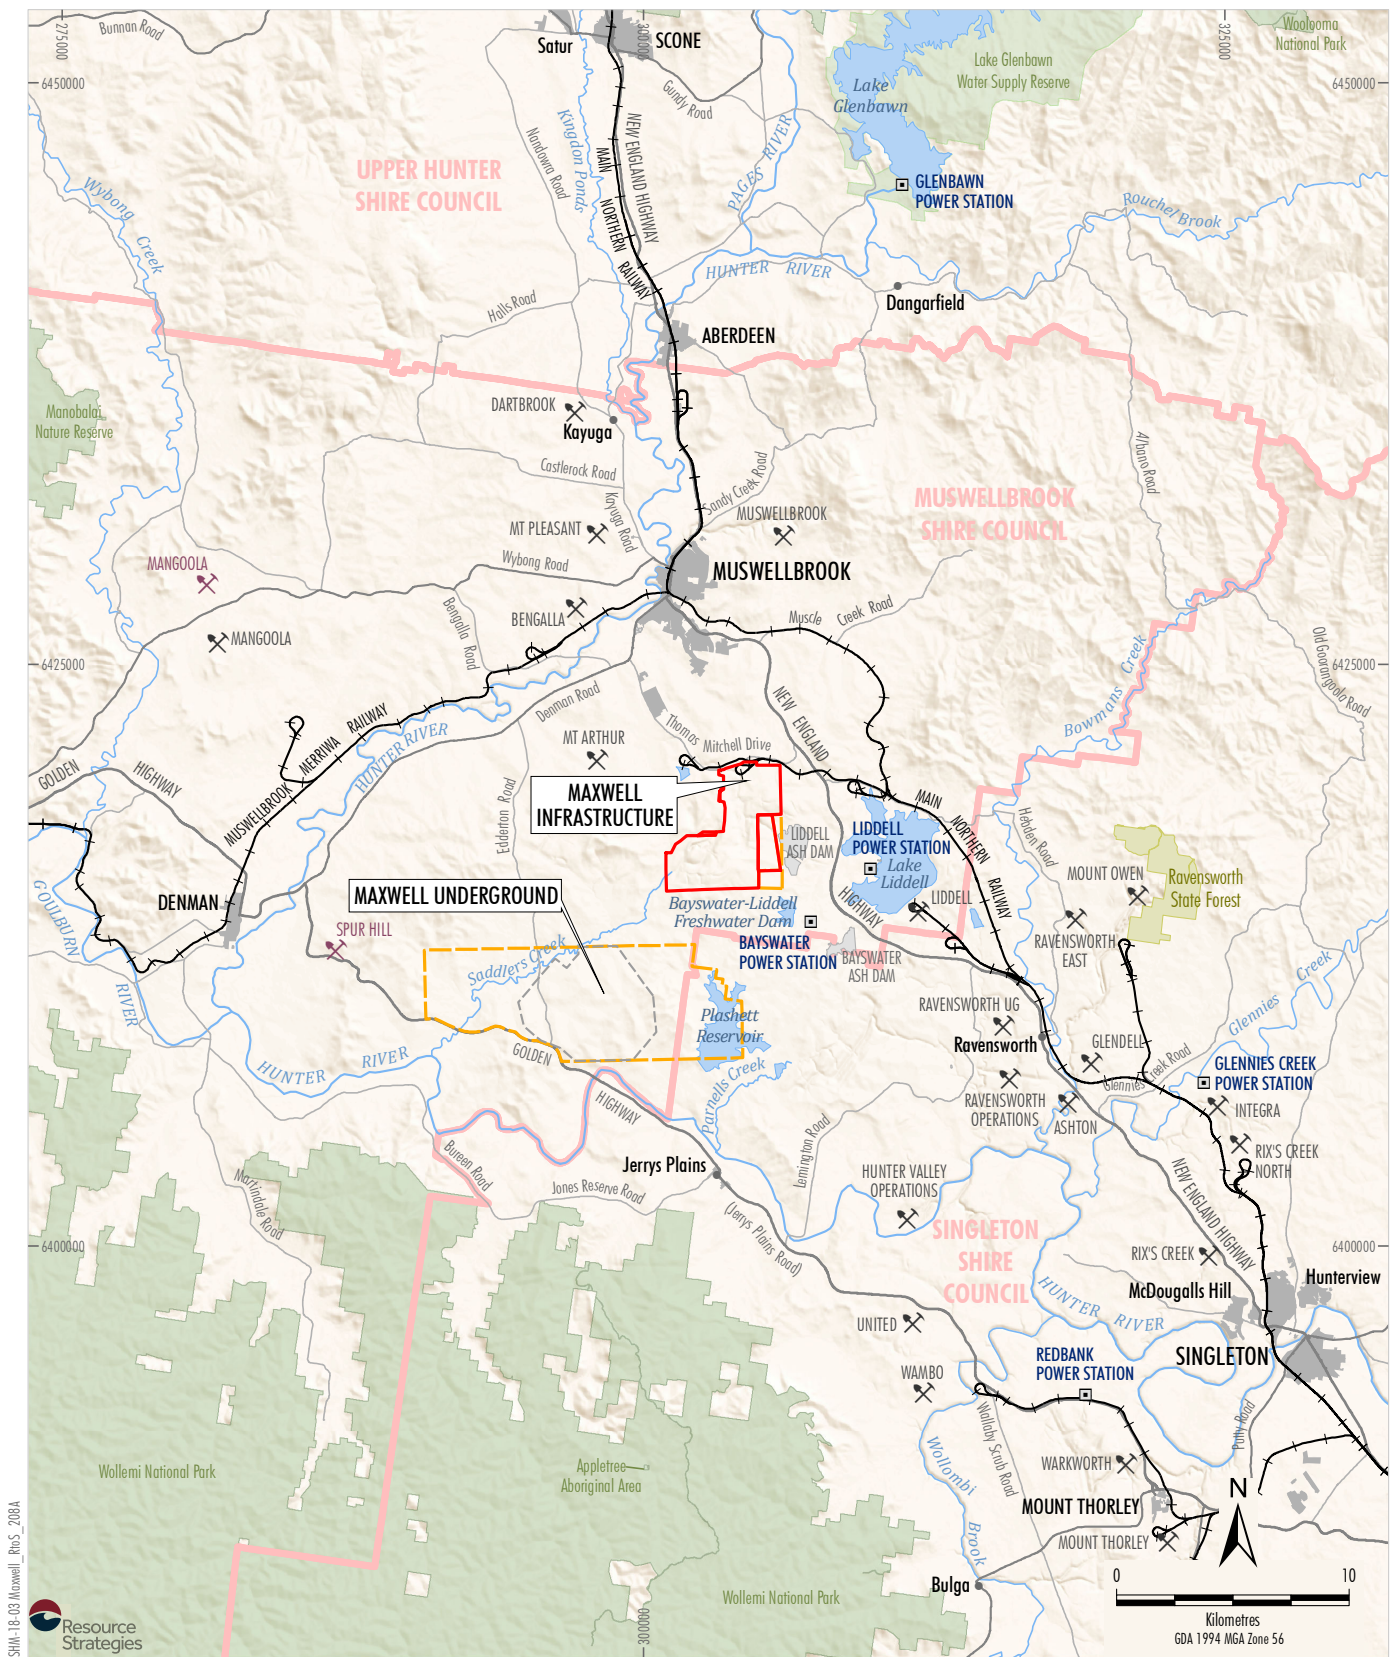 Bunnan Road
275000
Satur
300000
SCONE
325000
Woolooma
National Park
6450000
6450000
Lake Glenbawn
Water Supply Reserve
Lake
Glenbawn
Gundy Road
Kingdon Ponds
Nandowra Road
NEW ENGLAND HIGHWAY
MAIN
NORTHERN
RAILWAY
PAGES RIVER
UPPER HUNTER
SHIRE COUNCIL
GLENBAWN
POWER STATION
Wybong
Creek
Rouchel Brook
HUNTER RIVER
Dangarfield
Halls Road
ABERDEEN
Manobalai
Nature Reserve
DARTBROOK
Kayuga
Albano Road
Castlerock Road
Sandy Creek Road
Kayuga Road
MUSWELLBROOK
MUSWELLBROOK
SHIRE COUNCIL
MT PLEASANT
MANGOOLA
Wybong Road
MUSWELLBROOK
BENGALLA
Bengalla Road
Muscle
Creek Road
MANGOOLA
Old Goorangoola Road
6425000
6425000
Bowmans Creek
Denman Road
Thomas
Mitchell Drive
NEW ENGLAND
MT ARTHUR
HUNTER RIVER
MUSWELLBROOK MERRIWA RAILWAY
GOLDEN
HIGHWAY
Edderton Road
MAXWELL
INFRASTRUCTURE
MAIN
NORTHERN
RAILWAY
Hebden Road
LIDDELL
ASH DAM
LIDDELL
POWER STATION
Lake
Liddell
MOUNT OWEN
Ravensworth
State Forest
GOULBURN
RIVER
DENMAN
MAXWELL UNDERGROUND
Bayswater-Liddell
Freshwater Dam
HIGHWAY
LIDDELL
SPUR HILL
BAYSWATER
POWER STATION
BAYSWATER
ASH DAM
RAVENSWORTH
EAST
Saddlers Creek
Glennies Creek
RAVENSWORTH UG
Plashett
Reservoir
Ravensworth
GLENDELL
Glennies Creek Road
GLENNIES CREEK
POWER STATION
GOLDEN
HIGHWAY
HUNTER RIVER
Parnells Creek
RAVENSWORTH
OPERATIONS
ASHTON
INTEGRA
RIX'S CREEK
NORTH
Lemington Road
Bureen Road
Jerrys Plains
Jones Reserve Road
(Jerrys Plains Road)
HUNTER VALLEY
OPERATIONS
NEW ENGLAND HIGHWAY
Martindale Road
6400000
6400000
SINGLETON
SHIRE
COUNCIL
RIX'S CREEK
McDougalls Hill
Hunterview
HUNTER RIVER
UNITED
SINGLETON
REDBANK
POWER STATION
WAMBO
Wallaby Scrub Road
Putty Road
Wollombi
Brook
WARKWORTH
Wollemi National Park
Appletree
Aboriginal Area
MOUNT THORLEY
MOUNT THORLEY
N
Bulga
Wollemi National Park
0
10
Kilometres
GDA 1994 MGA Zone 56
300000
Resource
Strategies
SHM-18-03 Maxwell_RtoS_208A